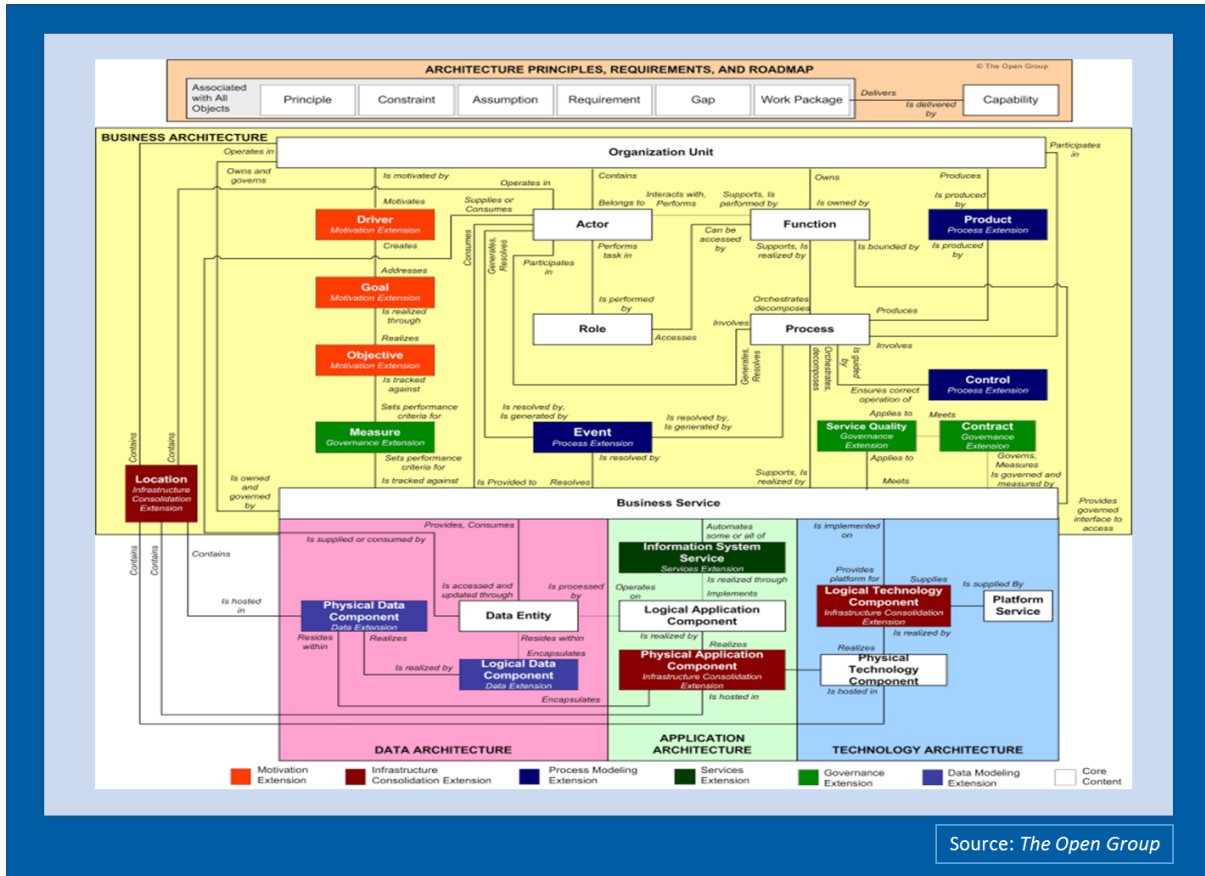 ARCHITECTURE PRINCIPLES, REQUIREMENTS, AND ROADMAP
© The Open Group
Associated
with All
Objects
Principle
Constraint
Assumption
Requirement
Gap
Work Package
Delivers
Is delivered
by
Capability
BUSINESS ARCHITECTURE
Operates in
Organization Unit
Participates
in
Owns and
governs
Is motivated by
Operates in
Contains
Owns
Produces
Motivates
Supplies or
Consumes
Belongs to
Interacts with,
Performs
Supports, Is
performed by
Is owned by
Is produced
by
Driver
Motivation Extension
Actor
Function
Product
Process Extension
Creates
Consumes
Generates,
Resolves
Performs
task in
Can be
accessed
by
Supports, Is
realized by
Is bounded by
Is produced
by
Addresses
Participates
in
Goal
Motivation Extension
Is realized
through
Is performed
by
Orchestrates
decomposes
Produces
Realizes
Role
Accesses
Involves
Process
Involves
Objective
Motivation Extension
Is tracked
against
Generates,
Resolves
Orchestrates,
decomposes
Is guided
by
Control
Process Extension
Ensures correct
operation of
Sets performance
criteria for
Is resolved by,
Is generated by
Is resolved by,
Is generated by
Applies to
Meets
Measure
Governance Extension
Event
Process Extension
Service Quality
Governance
Extension
Contract
Governance
Extension
Contains
Contains
Sets performance
criteria for
Is resolved by
Applies to
Governs,
Measures
Location
Infrastructure
Consolidation
Extension
Is owned
and
governed
by
Is tracked against
Is Provided to
Resolves
Supports, Is
realized by
Meets
Is governed and
measured by
Business Service
Provides
governed
interface to
access
Provides, Consumes
Automates
some or all of
Is implemented
on
Is supplied or consumed by
Contains
Contains
Contains
Information System
Service
Services Extension
Is accessed and
updated through
Is processed
by
Operates
on
Is realized through
Implements
Provides
platform for
Supplies
Is supplied By
Is hosted
in
Physical Data
Component
Data Extension
Data Entity
Logical Application
Component
Logical Technology
Component
Infrastructure Consolidation
Extension
Platform
Service
Resides
within
Realizes
Resides within
Is realized by
Is realized by
Encapsulates
Realizes
Realizes
Is realized by
Logical Data
Component
Data Extension
Physical Application
Component
Infrastructure Consolidation
Extension
Physical
Technology
Component
Encapsulates
Is hosted in
Is hosted in
DATA ARCHITECTURE
APPLICATION
ARCHITECTURE
TECHNOLOGY ARCHITECTURE
Motivation
Extension
Infrastructure
Consolidation Extension
Process Modeling
Extension
Services
Extension
Governance
Extension
Data Modeling
Extension
Core
Content
Source: The Open Group